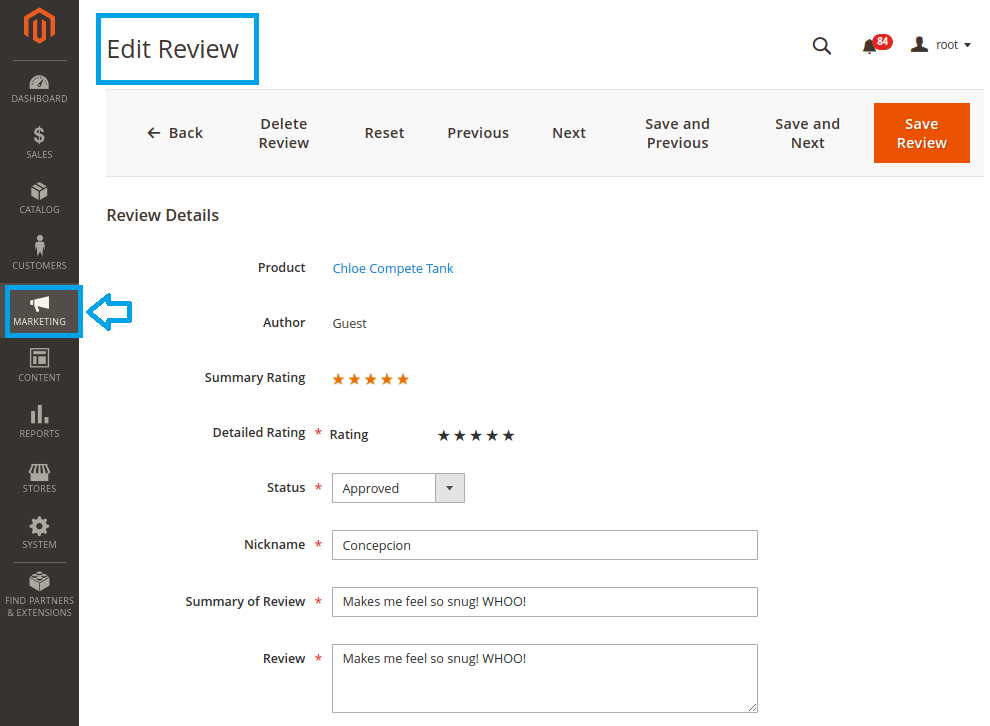 Edit Review
84
root
DASHBOARD
SALES
CATALOG
CUSTOMERS
MARKETING
CONTENT
REPORTS
STORES
SYSTEM
FIND PARTNERS
& EXTENSIONS
Back
Delete
Review
Reset
Previous
Next
Save and
Previous
Save and
Next
Save
Review
Review Details
Product Chloe Compete Tank
Author Guest
Summary Rating
Detailed Rating * Rating
Status * Approved
Nickname * Concepcion
Summary of Review * Makes me feel so snug! WHOO!
Review * Makes me feel so snug! WHOO!